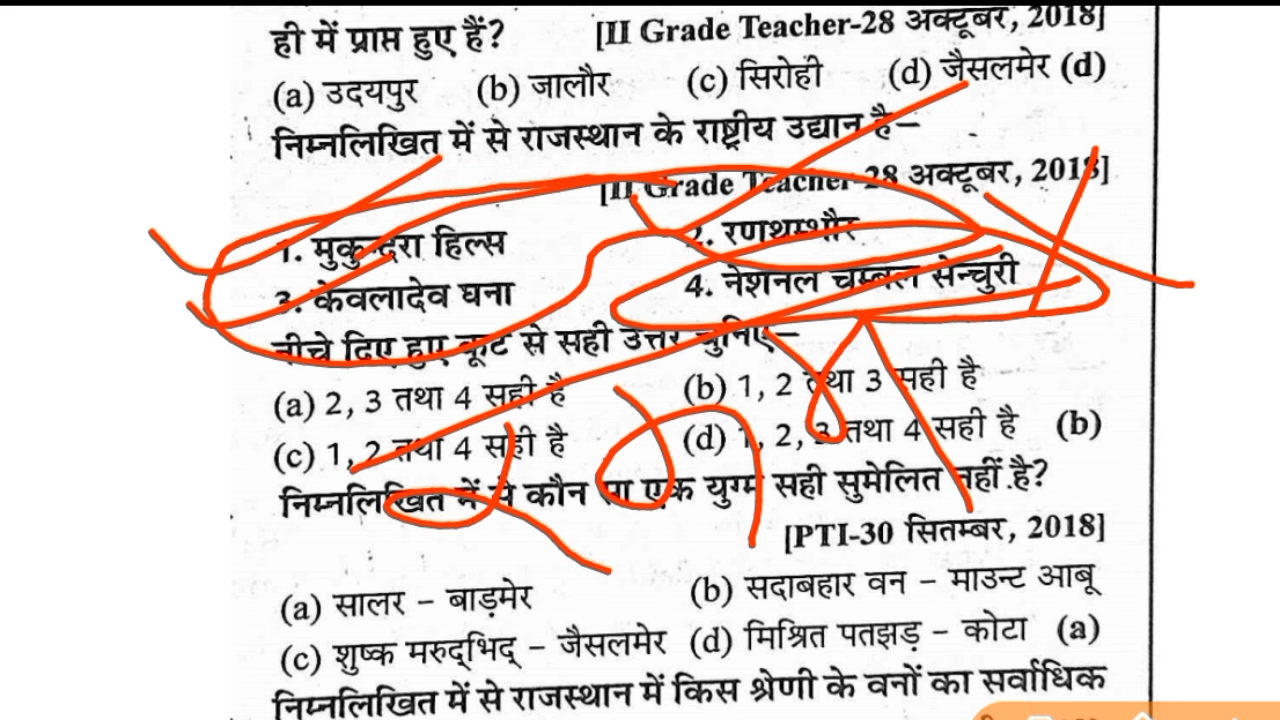 ही में प्राप्त हुए हैं? [II Grade Teacher-28 अक्टूबर, 2018]
(a) उदयपुर (b) जालौर (c) सिरोही (d) जैसलमेर (d)
निम्नलिखित में से राजस्थान के राष्ट्रीय उद्यान है–
[II Grade Teacher-28 अक्टूबर, 2018]
1. मुकुन्दरा हिल्स 2. रणथम्भौर
3. केवलादेव घना 4. नेशनल चम्बल सेन्चुरी
नीचे दिए हुए कूट से सही उत्तर चुनिए–
(a) 2, 3 तथा 4 सही है (b) 1, 2 तथा 3 सही है
(c) 1, 2 तथा 4 सही है (d) 1, 2, 3 तथा 4 सही है (b)
निम्नलिखित में से कौन सा एक युग्म सही सुमेलित नहीं है?
[PTI-30 सितम्बर, 2018]
(a) सालर – बाड़मेर (b) सदाबहार वन – माउन्ट आबू
(c) शुष्क मरुद्भिद् – जैसलमेर (d) मिश्रित पतझड़ – कोटा (a)
निम्नलिखित में से राजस्थान में किस श्रेणी के वनों का सर्वाधिक